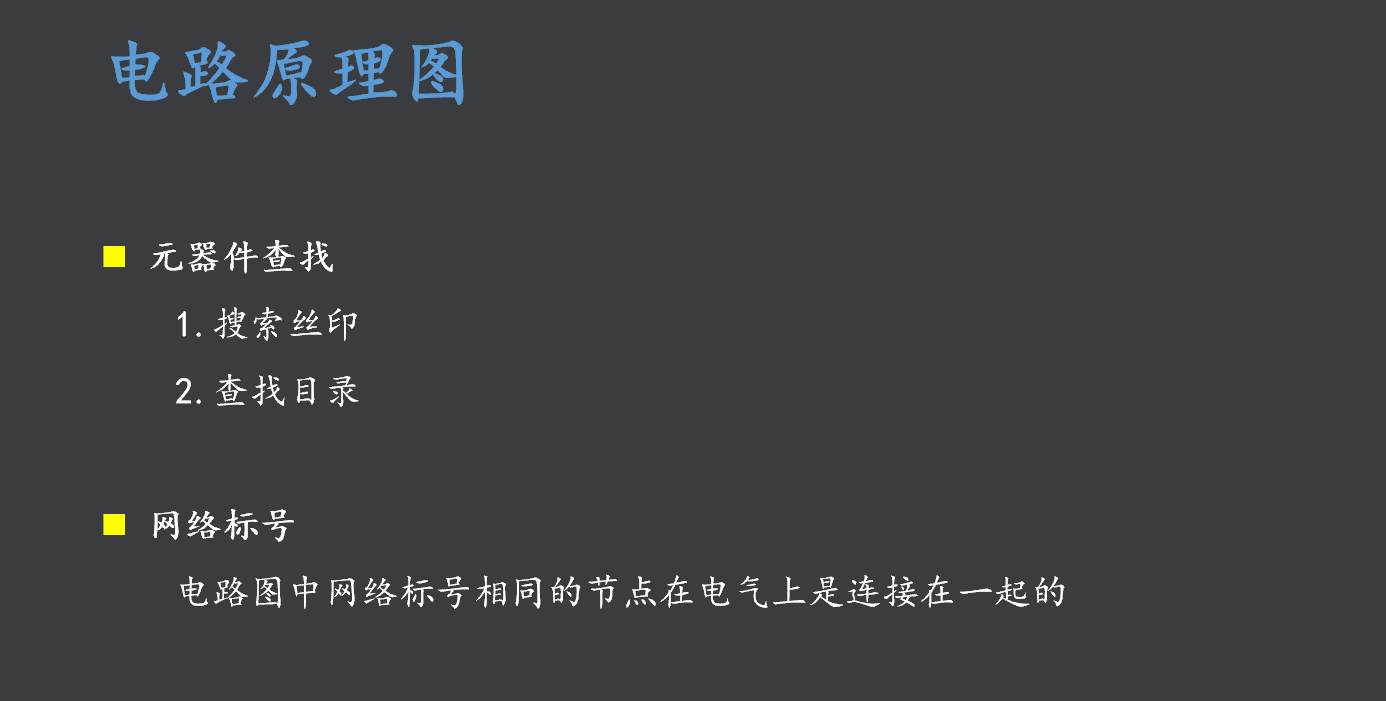 电路原理图
元器件查找
1.搜索丝印
2.查找目录
网络标号
电路图中网络标号相同的节点在电气上是连接在一起的